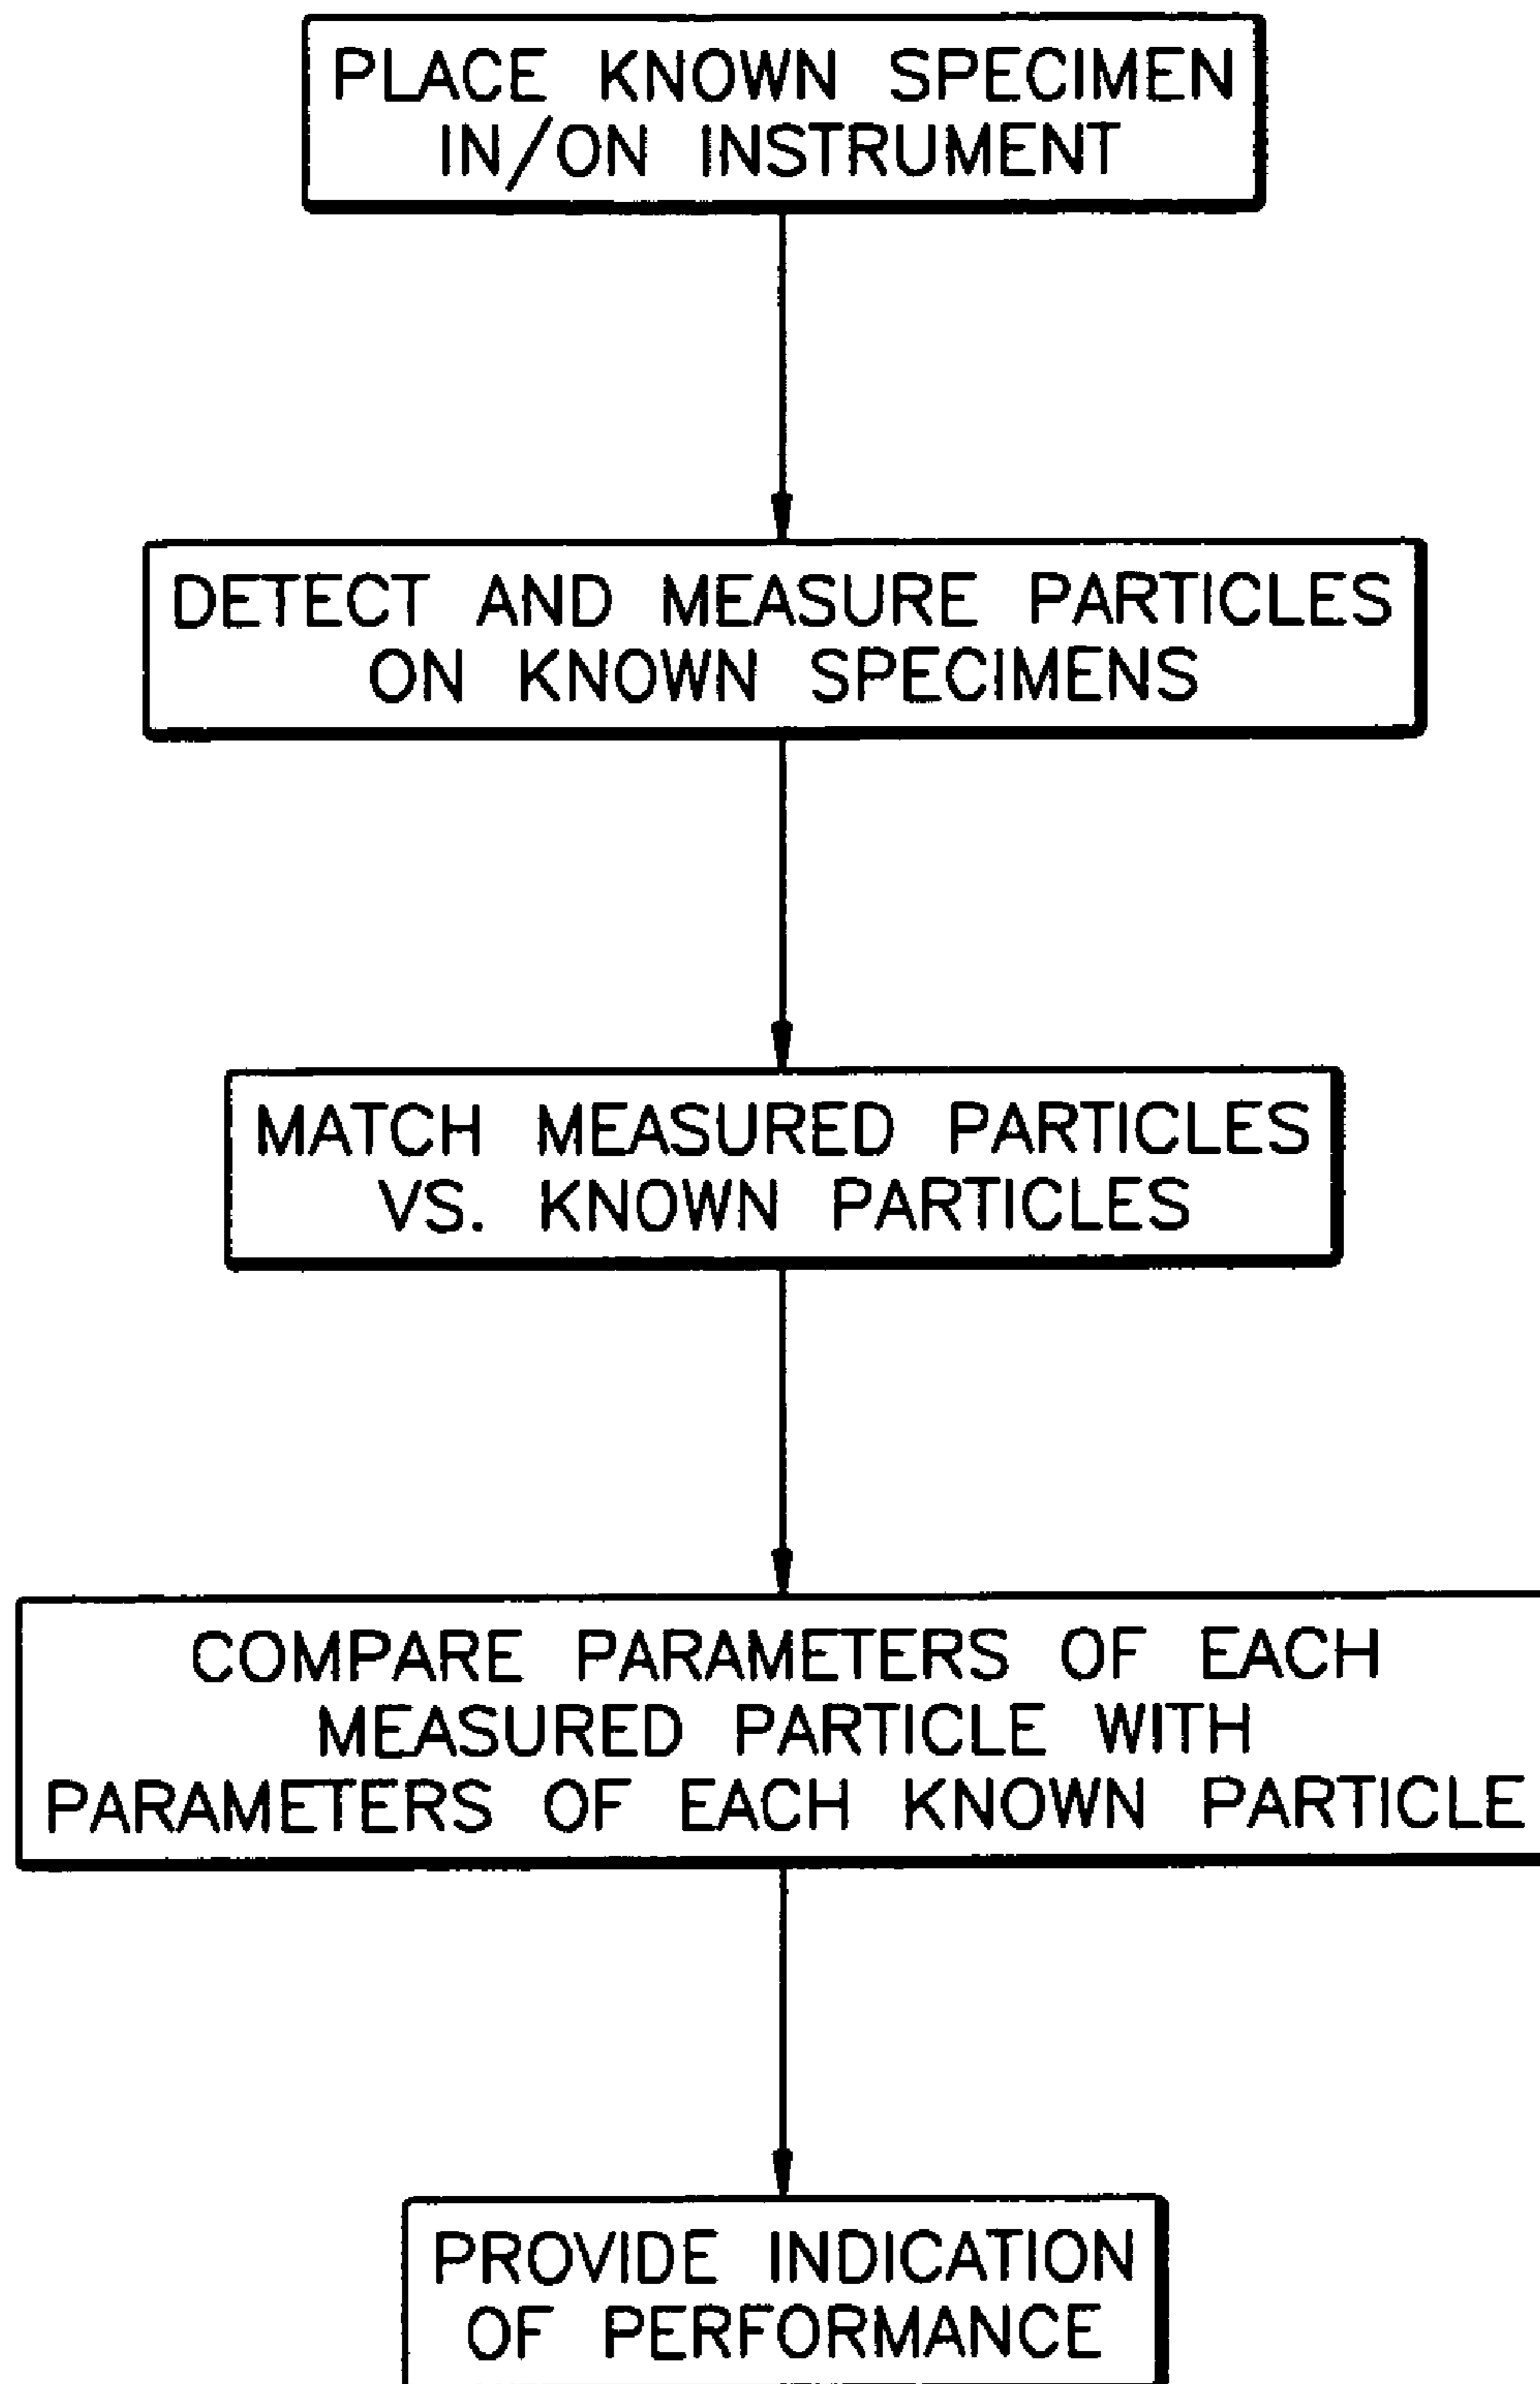 PLACE KNOWN SPECIMEN
IN/ON INSTRUMENT
DETECT AND MEASURE PARTICLES
ON KNOWN SPECIMENS
MATCH MEASURED PARTICLES
VS. KNOWN PARTICLES
COMPARE PARAMETERS OF EACH
MEASURED PARTICLE WITH
PARAMETERS OF EACH KNOWN PARTICLE
PROVIDE INDICATION
OF PERFORMANCE